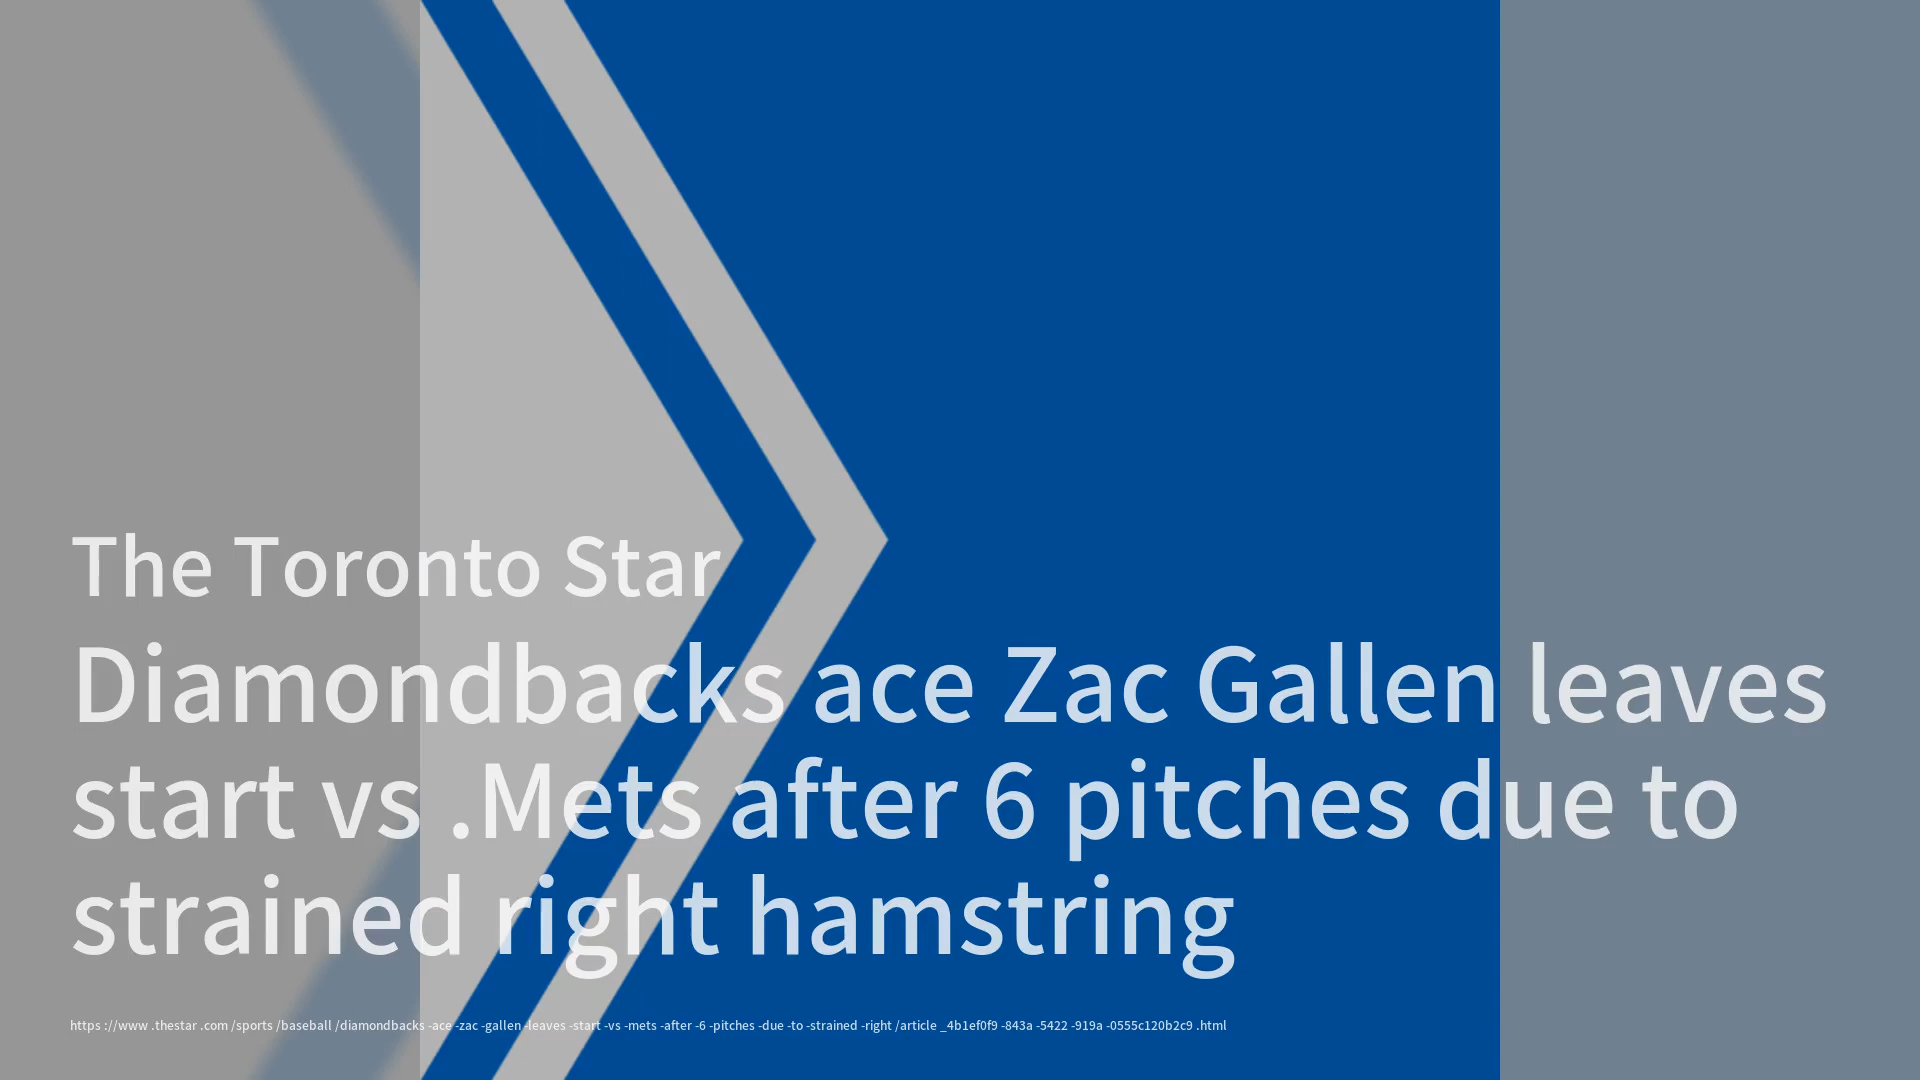 The Toronto Star
Diamondbacks ace Zac Gallen leaves
start vs .Mets after 6 pitches due to
strained right hamstring
https ://www .thestar .com /sports /baseball /diamondbacks -ace -zac -gallen -leaves -start -vs -mets -after -6 -pitches -due -to -strained -right /article _4b1ef0f9 -843a -5422 -919a -0555c120b2c9 .html